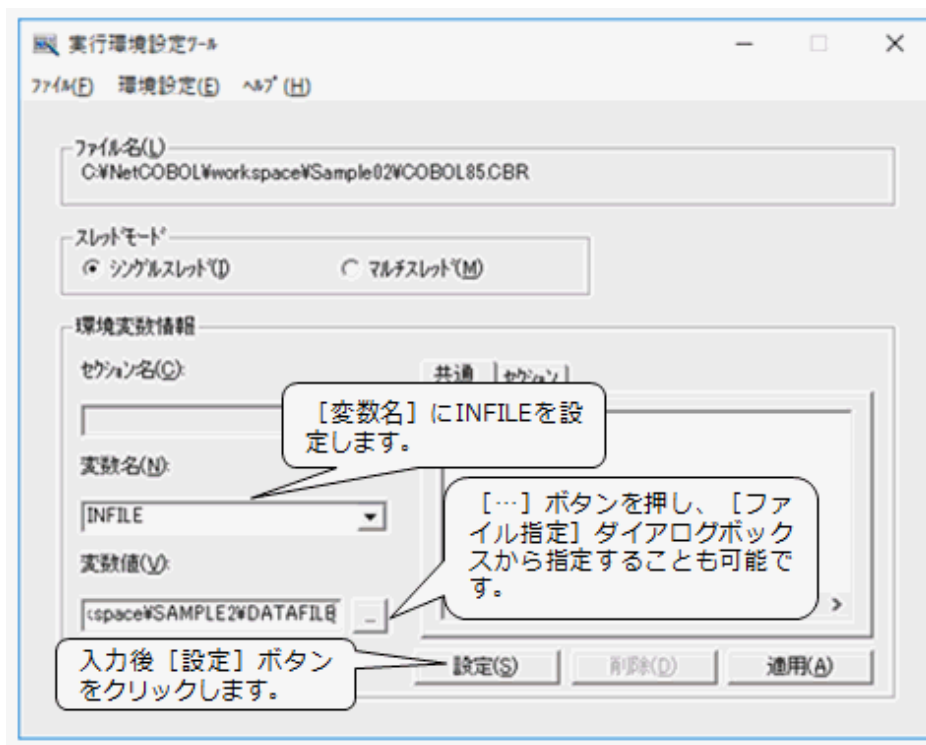 実行環境設定ツール
ファイル(F) 環境設定(E) ヘルプ(H)
ファイル名(L)
C:¥NetCOBOL¥workspace¥Sample02¥COBOL85.CBR
スレッドモード
シングルスレッド(I) マルチスレッド(M)
環境変数情報
セクション名(C):
共通 セクション
[変数名]にINFILEを設
定します。
変数名(N):
INFILE
[…]ボタンを押し、[ファ
イル指定]ダイアログボック
スから指定することも可能で
す。
変数値(V):
space¥SAMPLE2¥DATAFILE
...
入力後[設定]ボタン
をクリックします。
設定(S) 削除(D) 適用(A)